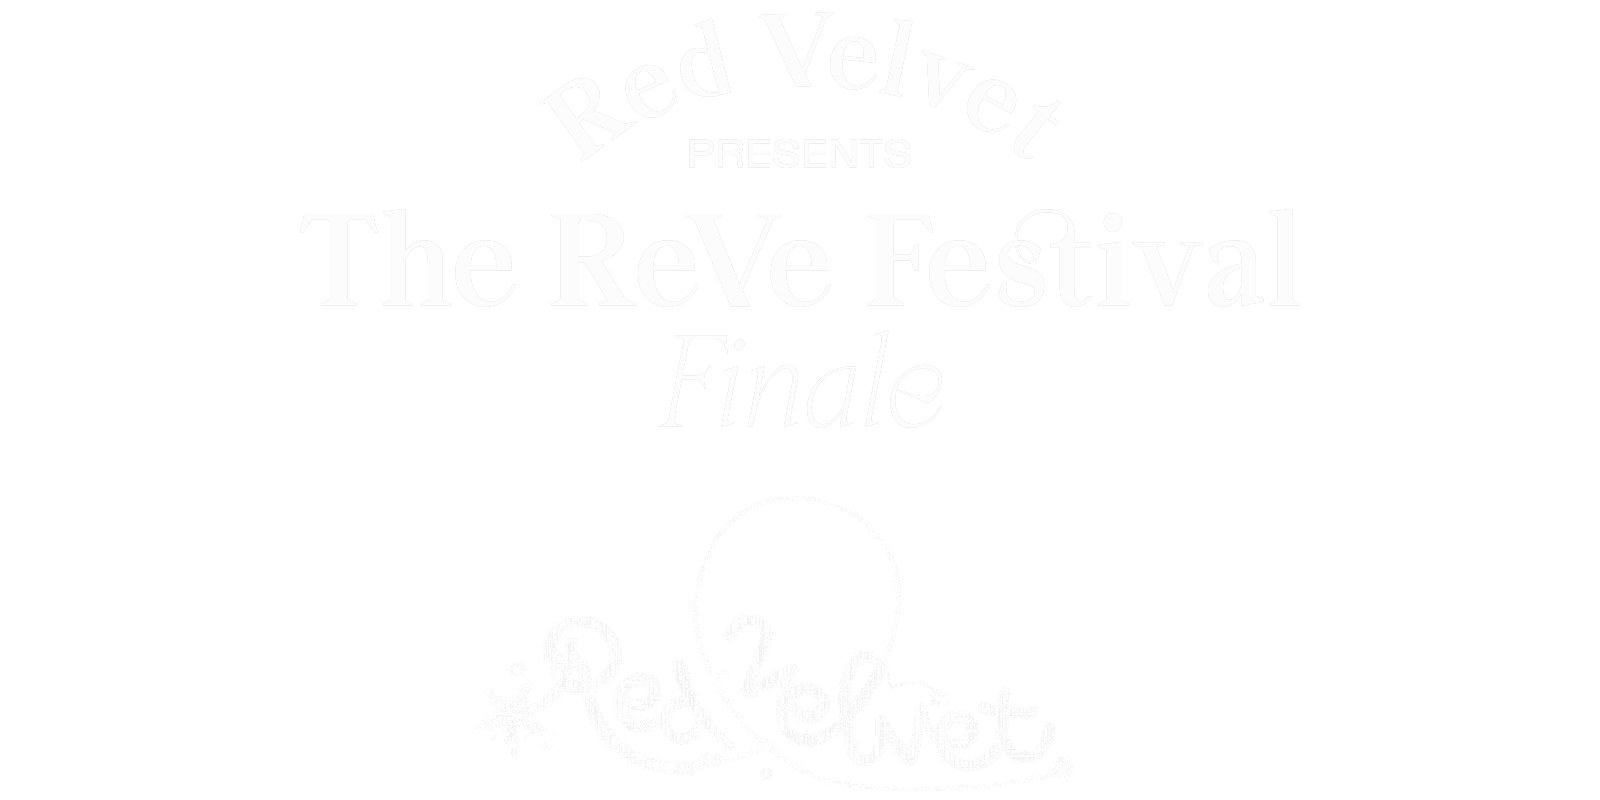 Red Velvet
PRESENTS
The ReVe Festival
Finale
Red Velvet